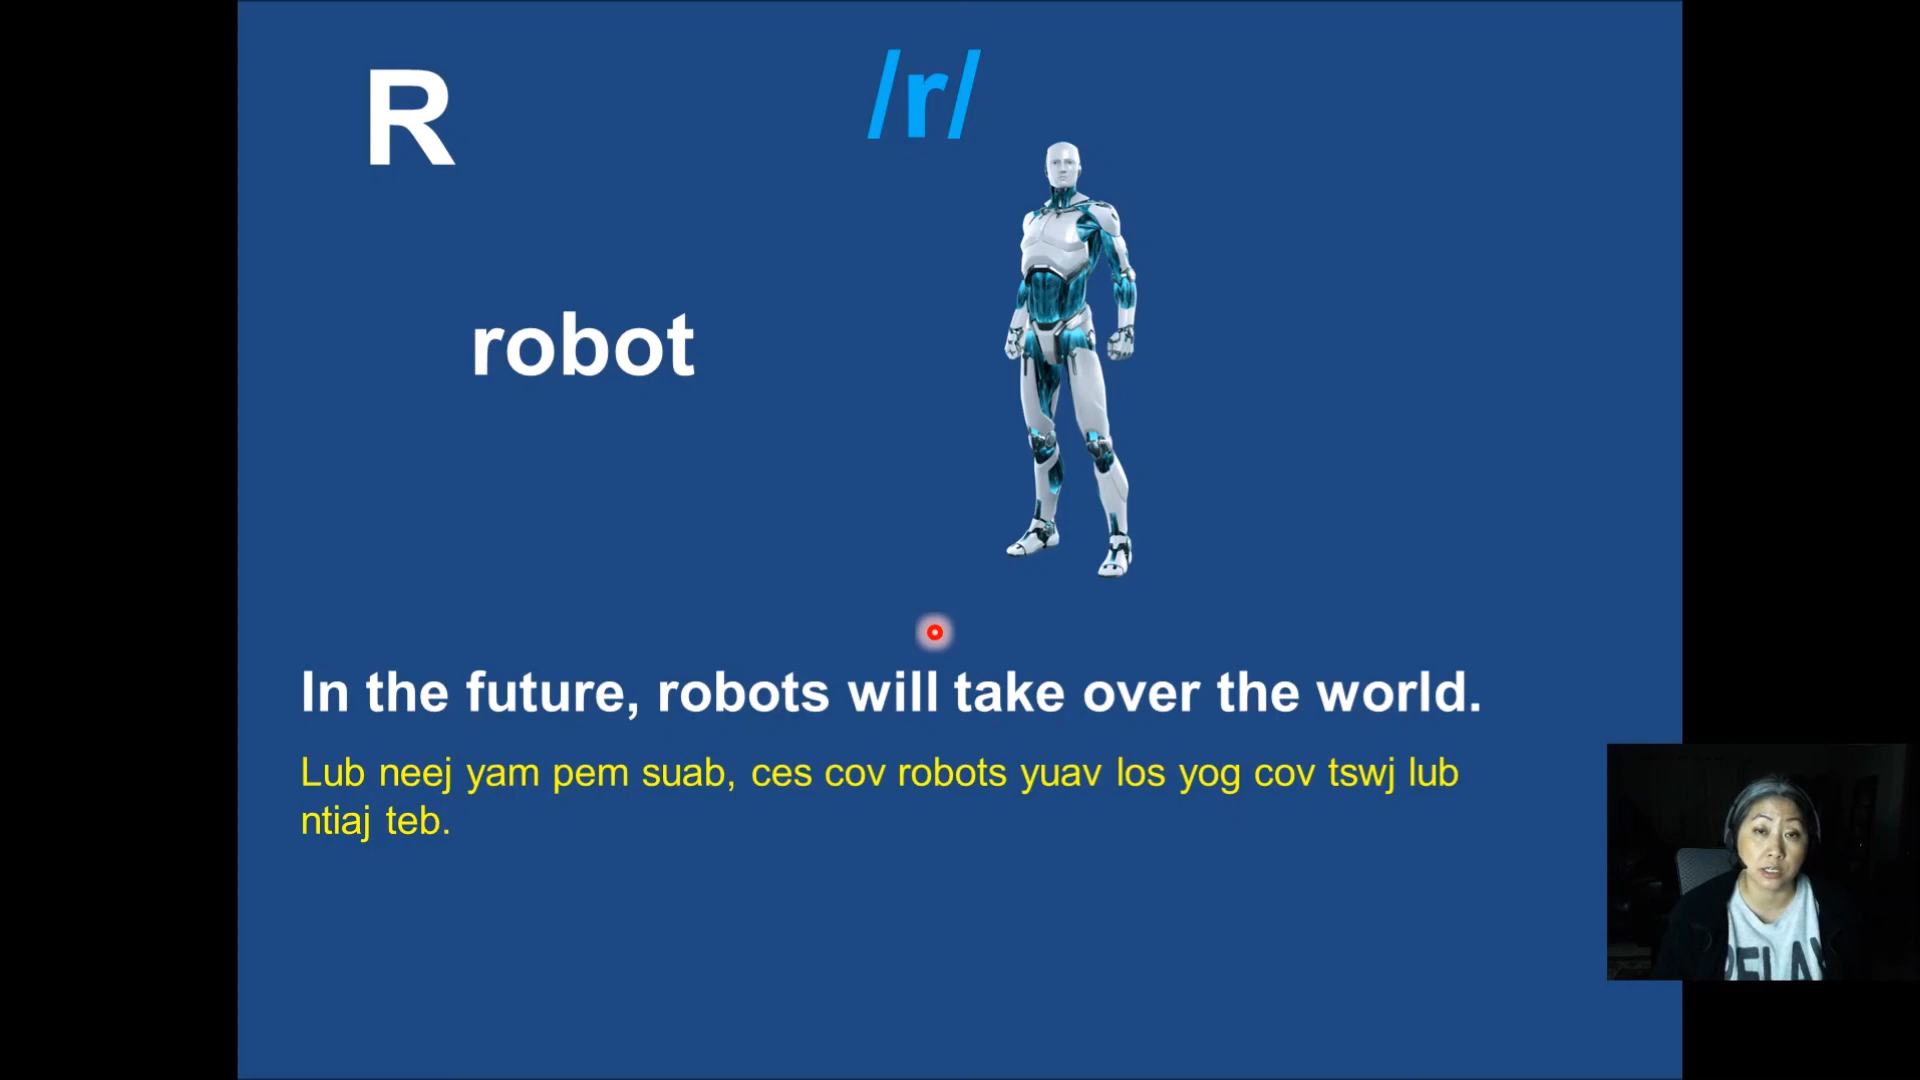 R
/r/
robot
In the future, robots will take over the world.
Lub neej yam pem suab, ces cov robots yuav los yog cov tswj lub
ntiaj teb.